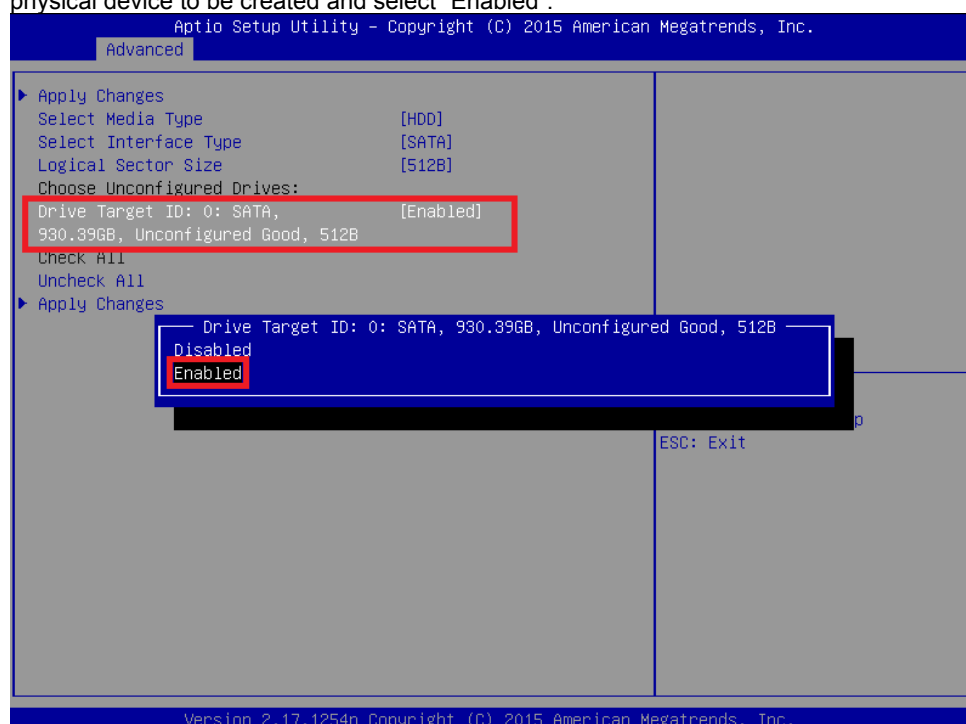 physical device to be created and select "Enabled".
Aptio Setup Utility – Copyright (C) 2015 American Megatrends, Inc.
Advanced
Apply Changes
Select Media Type [HDD]
Select Interface Type [SATA]
Logical Sector Size [512B]
Choose Unconfigured Drives:
Drive Target ID: 0: SATA, [Enabled]
930.39GB, Unconfigured Good, 512B
Check All
Uncheck All
Apply Changes
Drive Target ID: 0: SATA, 930.39GB, Unconfigured Good, 512B
Disabled
Enabled
p
ESC: Exit
Version 2.17.1254n Copyright (C) 2015 American Megatrends, Inc.